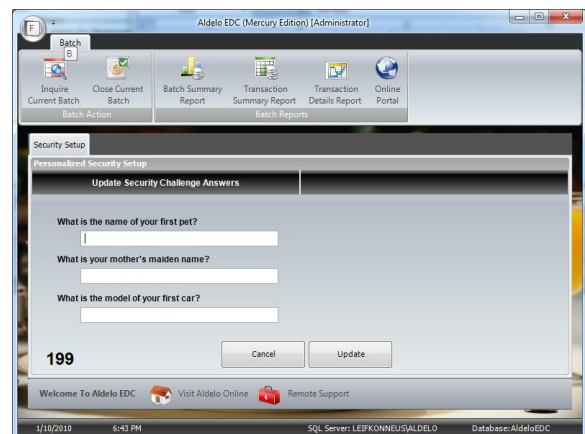 Aldelo EDC (Mercury Edition) [Administrator]
F
Batch
B
Inquire Current Batch
Close Current Batch
Batch Summary Report
Transaction Summary Report
Transaction Details Report
Online Portal
Batch Action
Batch Reports
Security Setup
Personalized Security Setup
Update Security Challenge Answers
What is the name of your first pet?
What is your mother's maiden name?
What is the model of your first car?
199
Cancel
Update
Welcome To Aldelo EDC
Visit Aldelo Online
Remote Support
1/10/2010
6:43 PM
SQL Server: LEIFKONNEUS\ALDELO
Database:AldeloEDC